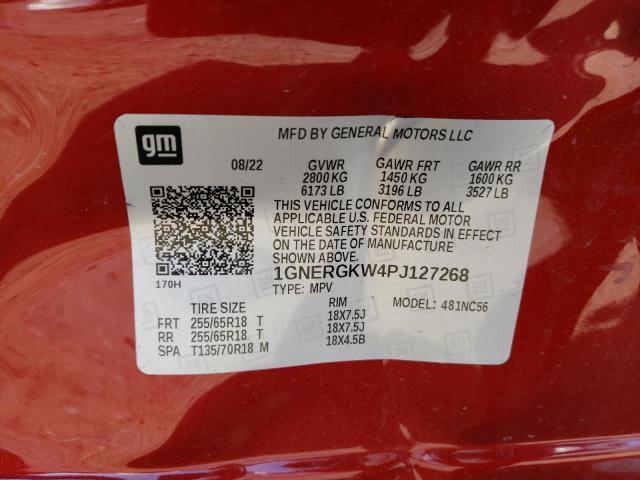 gm
MFD BY GENERAL MOTORS LLC
08/22 GVWR GAWR FRT GAWR RR
2800 KG 1450 KG 1600 KG
6173 LB 3196 LB 3527 LB
THIS VEHICLE CONFORMS TO ALL
APPLICABLE U.S. FEDERAL MOTOR
VEHICLE SAFETY STANDARDS IN EFFECT
ON THE DATE OF MANUFACTURE
SHOWN ABOVE.
1GNERGKW4PJ127268
170H
TYPE: MPV MODEL: 481NC56
TIRE SIZE RIM
FRT 255/65R18 T 18X7.5J
RR 255/65R18 T 18X7.5J
SPA T135/70R18 M 18X4.5B